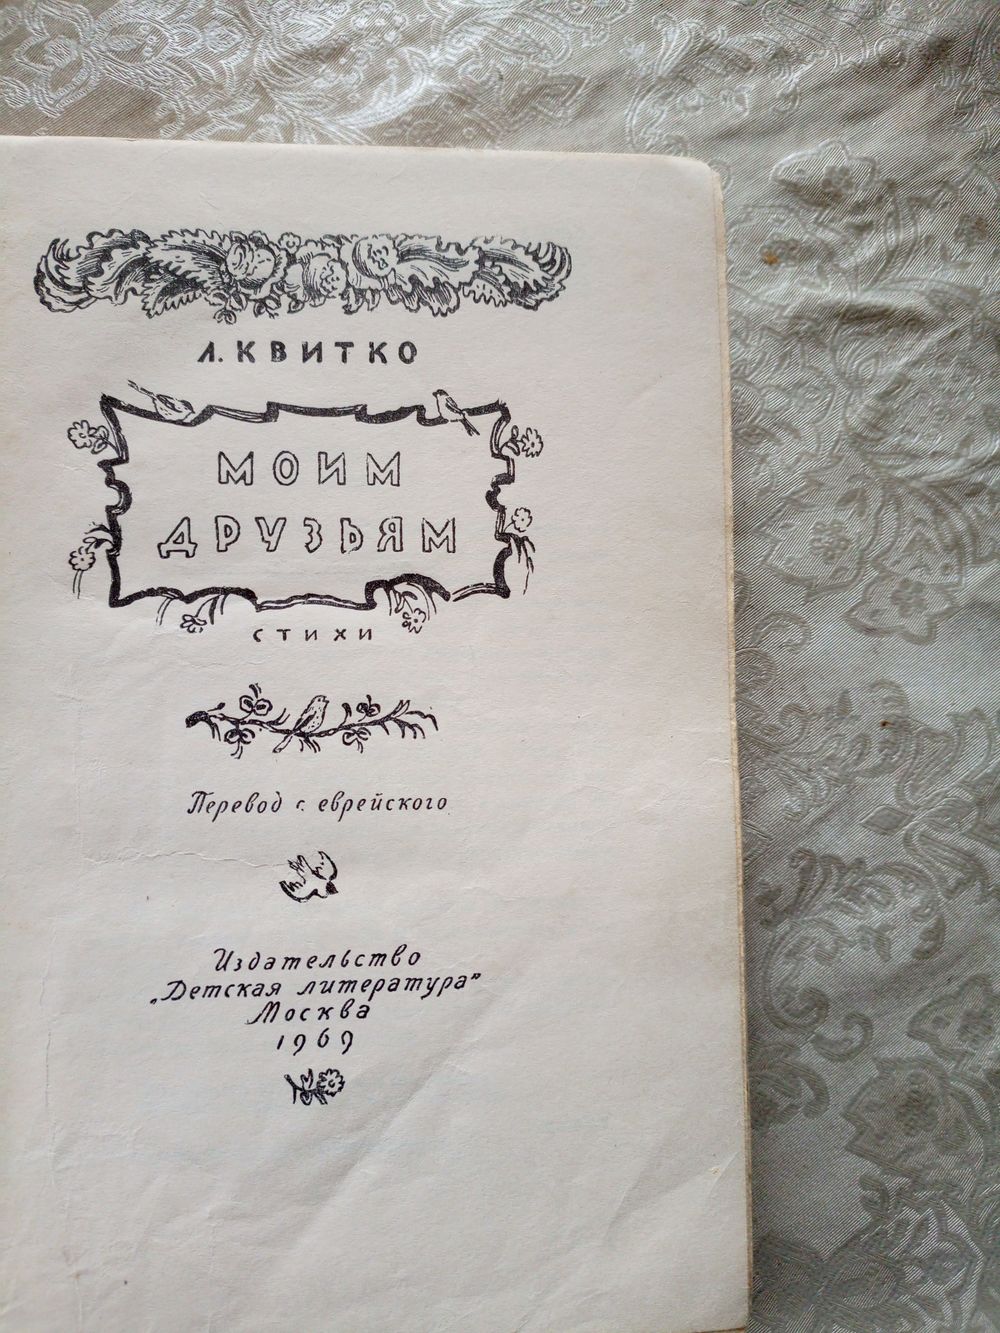 Л. КВИТКО
МОИМ
ДРУЗЬЯМ
СТИХИ
Перевод с еврейского
Издательство
„Детская литература"
Москва
1969